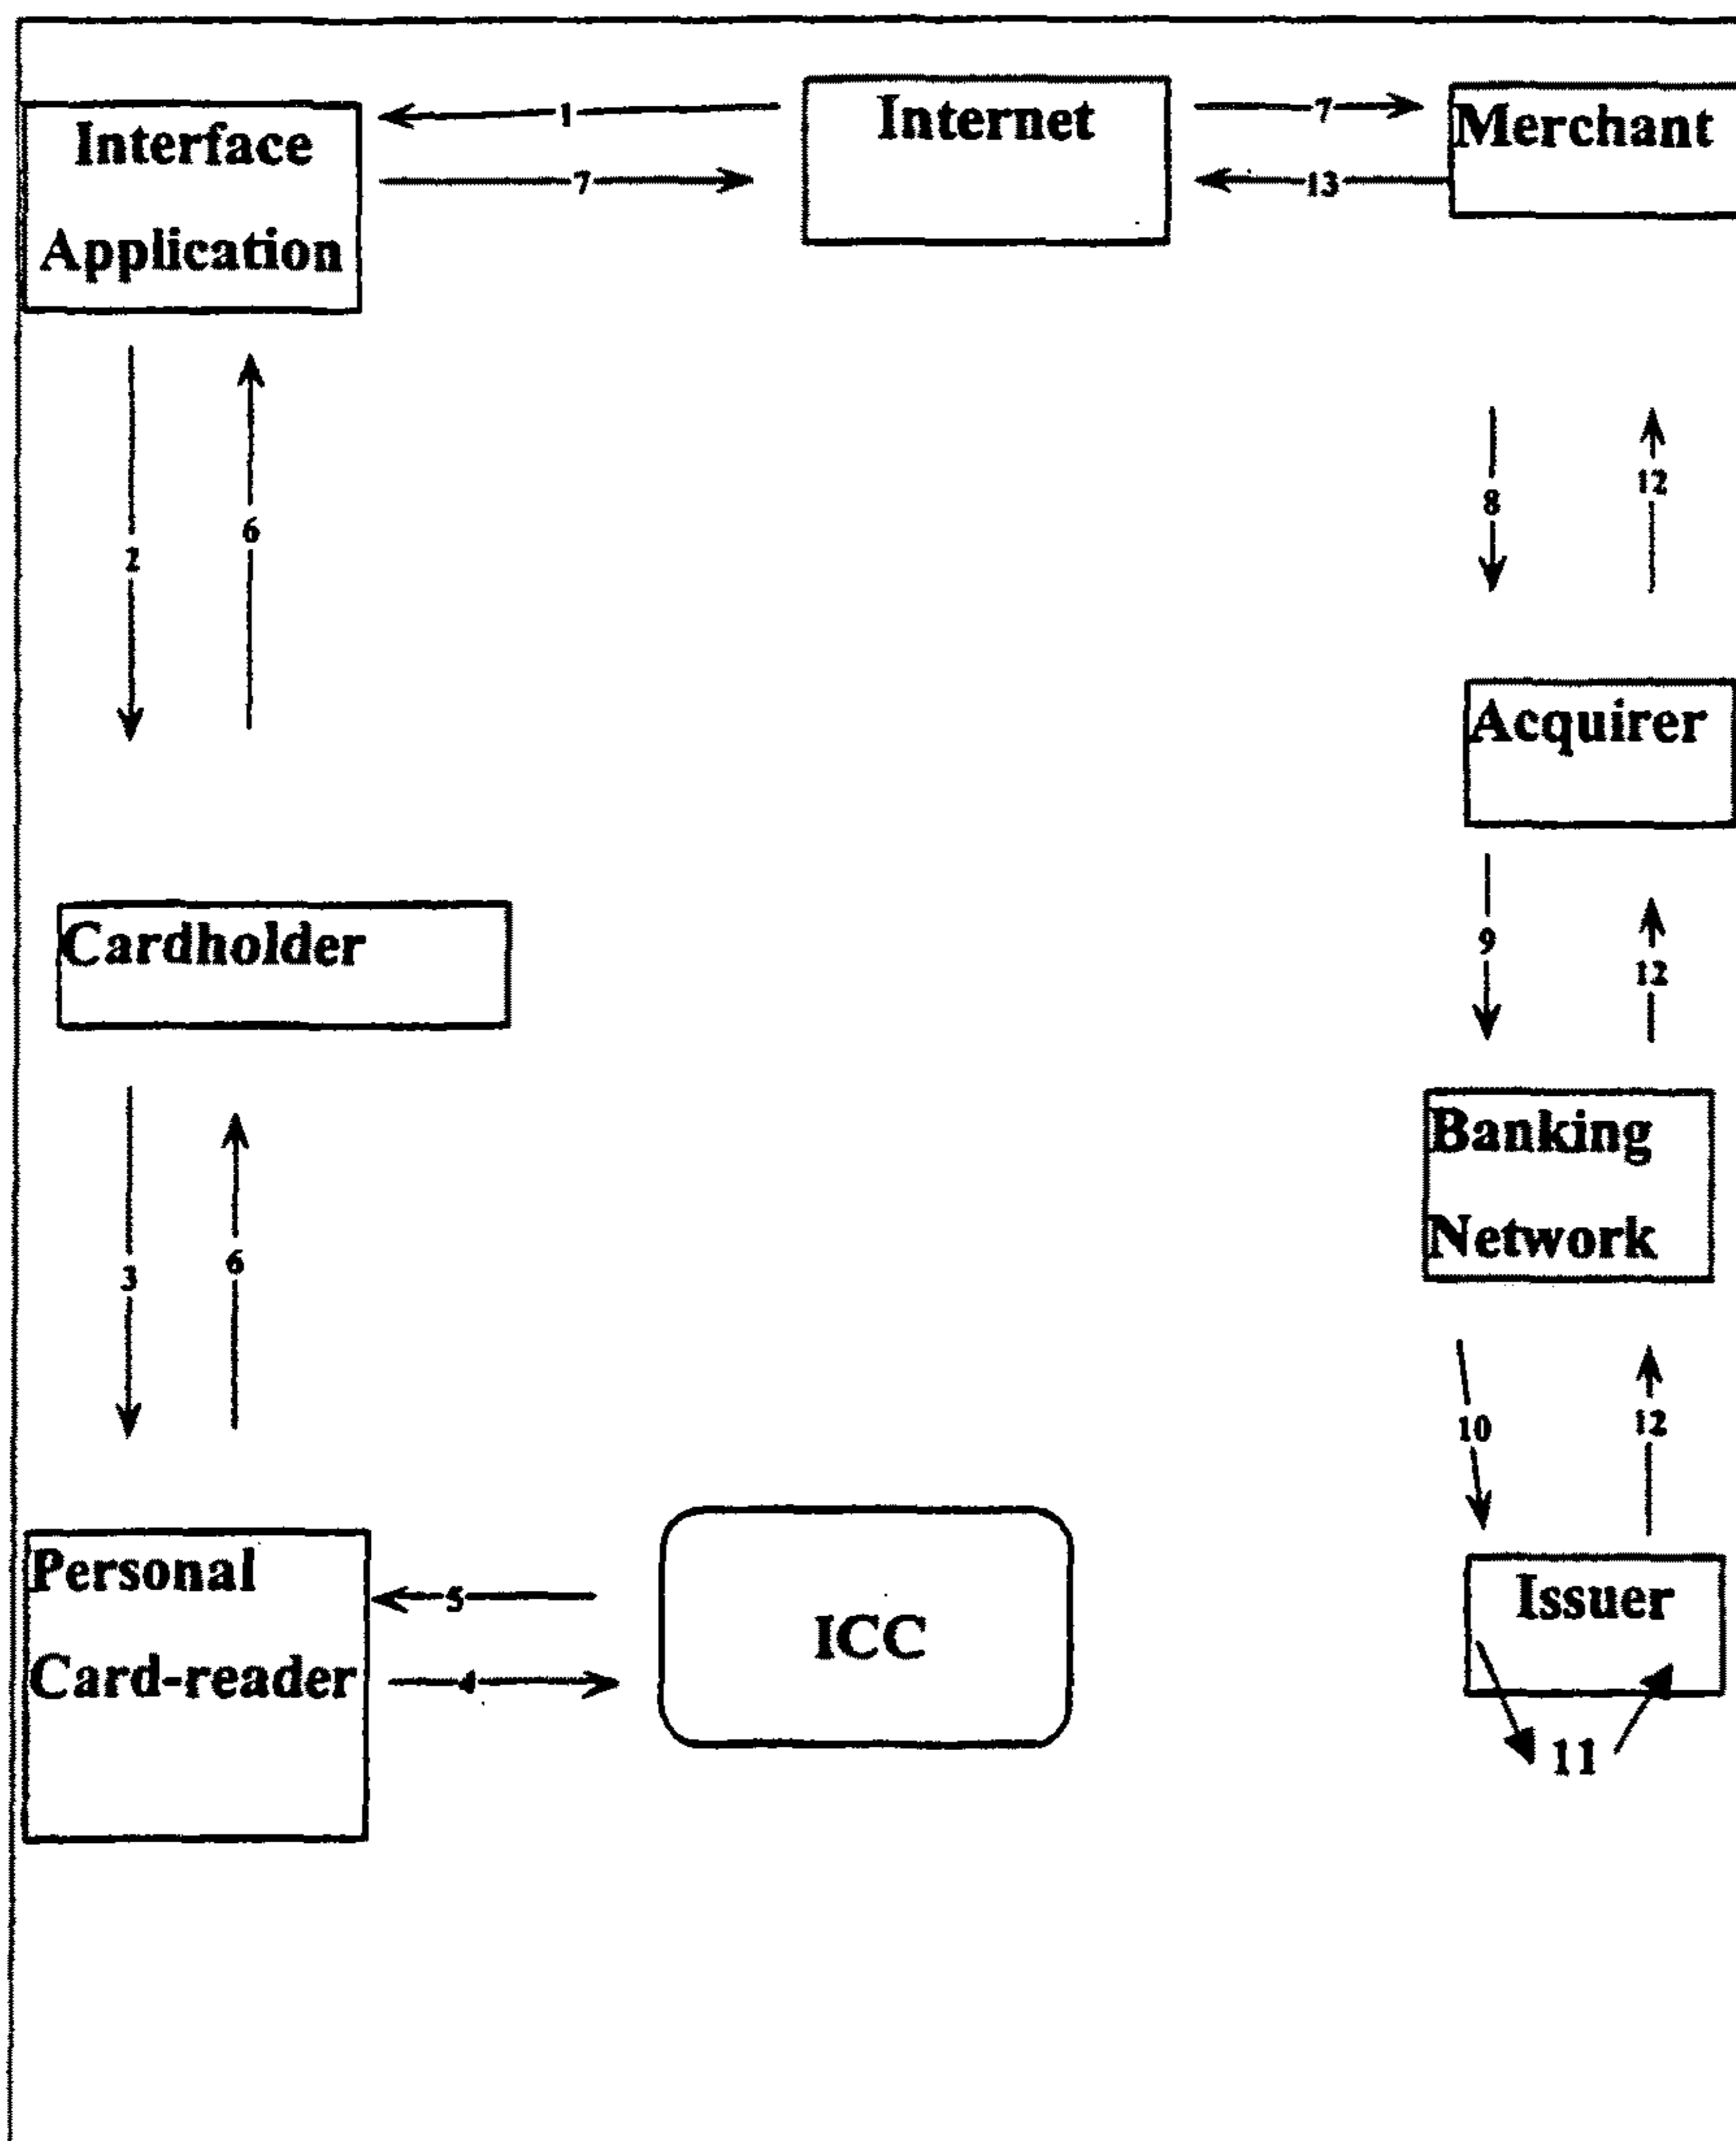 Interface
Application
1
7
Internet
7
13
Merchant
2
6
8
12
Acquirer
Cardholder
9
12
Banking
Network
3
6
10
12
Personal
Card-reader
5
4
ICC
Issuer
11